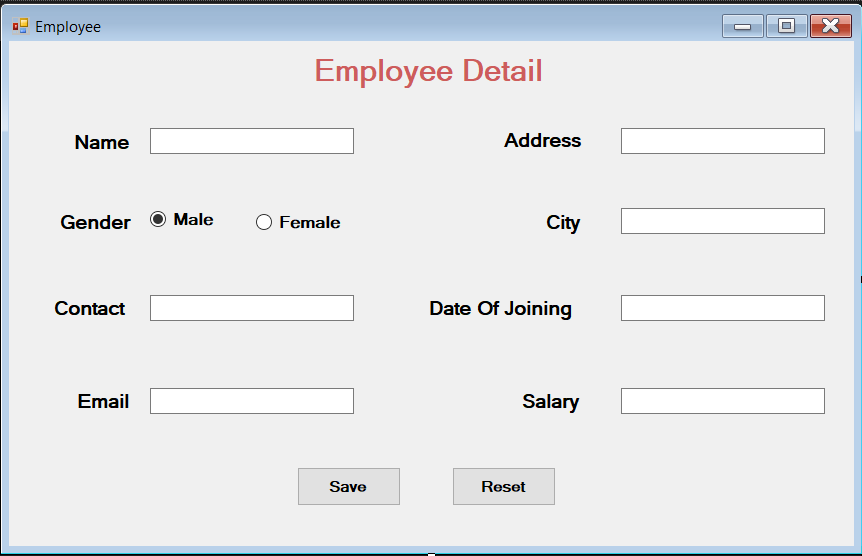 Employee
Employee Detail
Name Address
Gender Male Female City
Contact Date Of Joining
Email Salary
Save Reset